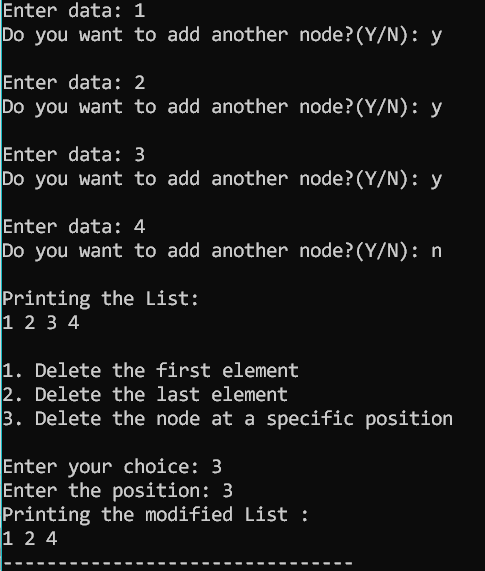 Enter data: 1
Do you want to add another node?(Y/N): y
Enter data: 2
Do you want to add another node?(Y/N): y
Enter data: 3
Do you want to add another node?(Y/N): y
Enter data: 4
Do you want to add another node?(Y/N): n
Printing the List:
1 2 3 4
1. Delete the first element
2. Delete the last element
3. Delete the node at a specific position
Enter your choice: 3
Enter the position: 3
Printing the modified List :
1 2 4
--------------------------------